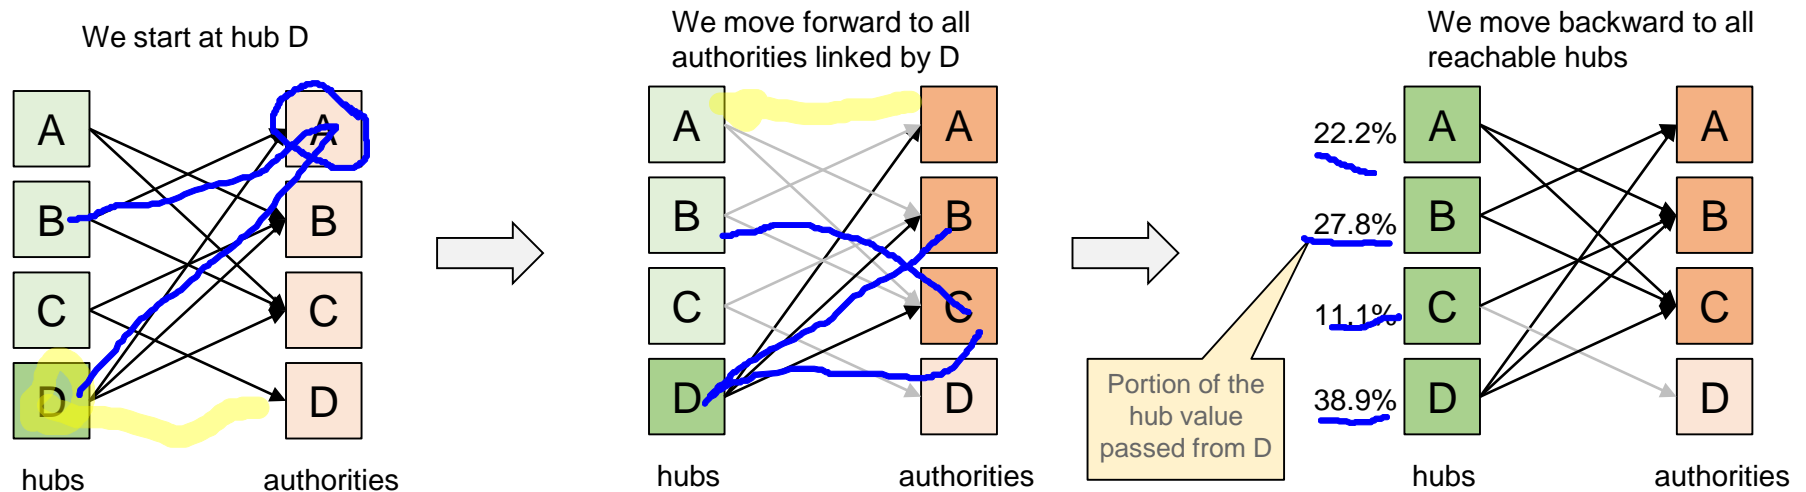 We start at hub D
A
B
C
D
hubs
A
B
C
D
authorities
We move forward to all
authorities linked by D
A
B
C
D
hubs
A
B
C
D
authorities
We move backward to all
reachable hubs
22.2%
27.8%
11.1%
38.9%
Portion of the
hub value
passed from D
A
B
C
D
hubs
A
B
C
D
authorities